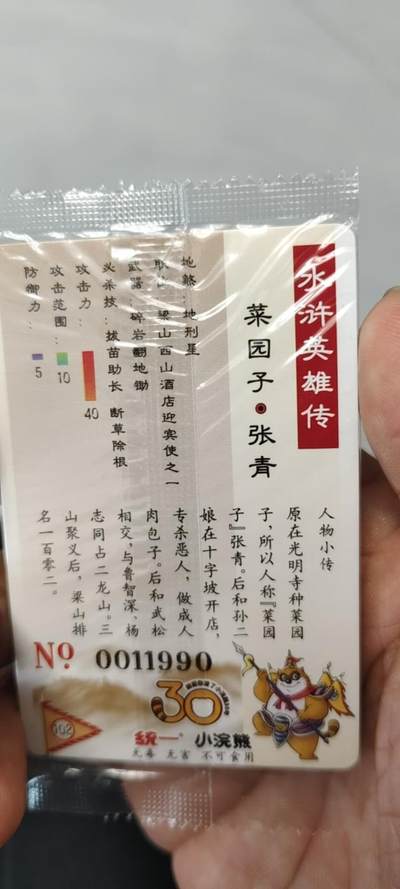 水浒英雄传
菜园子·张青
地煞：地刑星
职位：梁山西山酒店迎宾使之一
武器：碎岩翻地锄
必杀技：拔苗助长 断草除根
攻击力：
40
攻击范围：
10
防御力：
5
人物小传
原在光明寺种菜园
子，所以人称『菜园
子』张青。后和孙二
娘在十字坡开店，
专杀恶人，做成人
肉包子。后和武松
相交，与鲁智深、杨
志同占二龙山。三
山聚义后，梁山排
名一百零二。
No. 0011990
102
30
统一 小浣熊
无毒 无害 不可食用